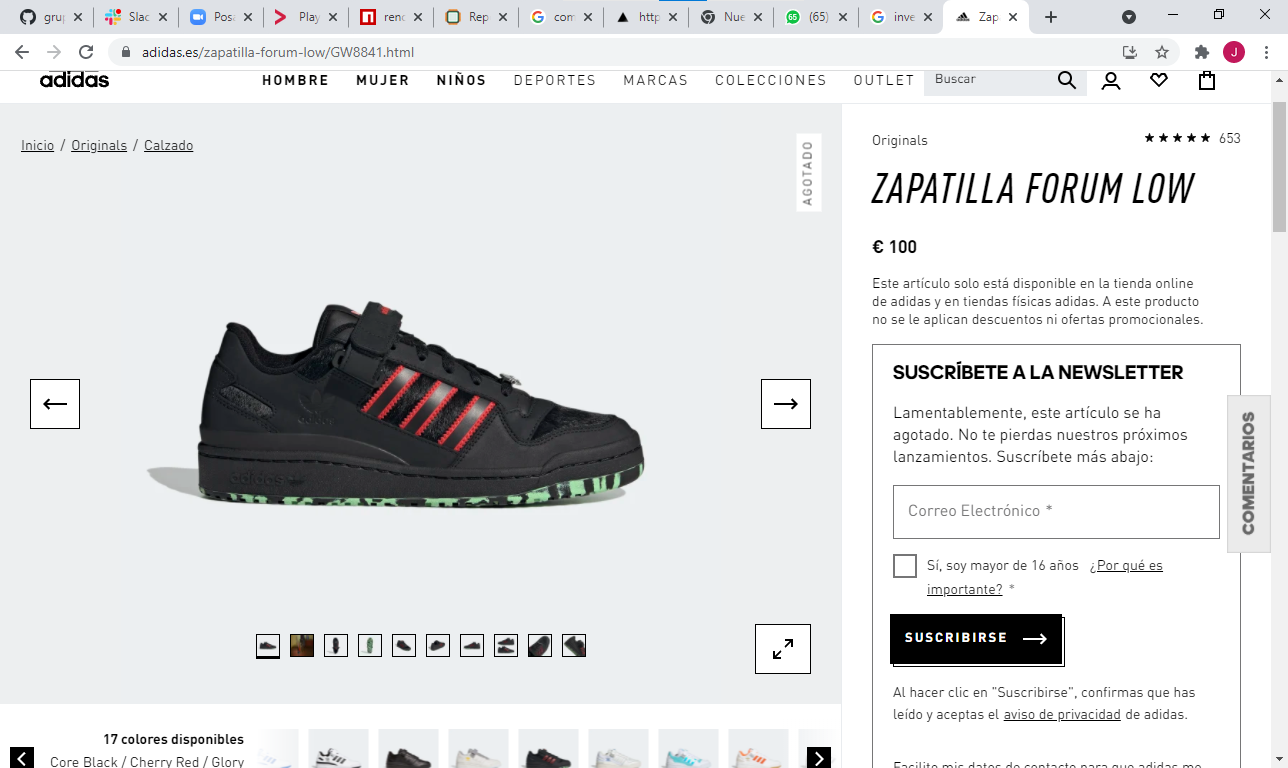 grup
Slac
Posa
Play
renc
Rep
com
http
Nue
(65)
inve
Zap
adidas.es/zapatilla-forum-low/GW8841.html
J
adidas
HOMBRE MUJER NIÑOS DEPORTES MARCAS COLECCIONES OUTLET Buscar
Inicio / Originals / Calzado
AGOTADO
Originals
653
ZAPATILLA FORUM LOW
€ 100
Este artículo solo está disponible en la tienda online
de adidas y en tiendas físicas adidas. A este producto
no se le aplican descuentos ni ofertas promocionales.
SUSCRÍBETE A LA NEWSLETTER
Lamentablemente, este artículo se ha
agotado. No te pierdas nuestros próximos
lanzamientos. Suscríbete más abajo:
Correo Electrónico *
Sí, soy mayor de 16 años ¿Por qué es
importante? *
SUSCRIBIRSE
Al hacer clic en "Suscribirse", confirmas que has
leído y aceptas el aviso de privacidad de adidas.
Facilito mis datos de contacto para que adidas me
COMENTARIOS
17 colores disponibles
Core Black / Cherry Red / Glory